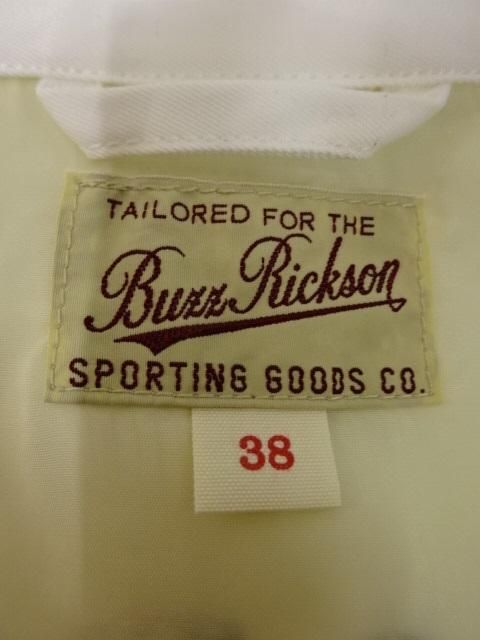 TAILORED FOR THE
Buzz Rickson
SPORTING GOODS CO.
38